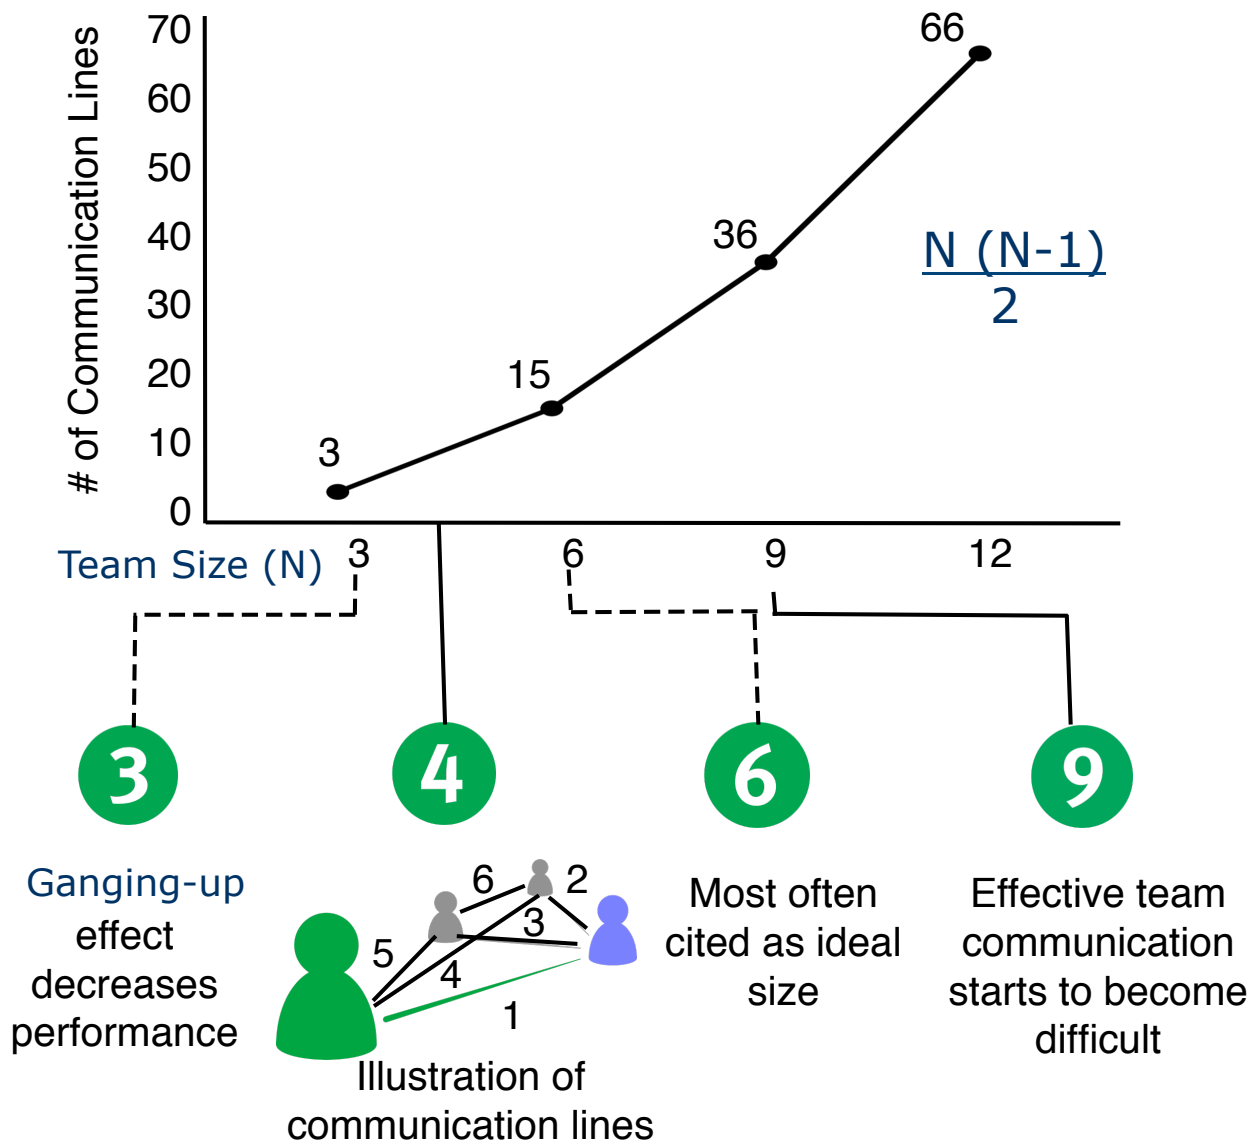 # of Communication Lines
70
60
50
40
30
20
10
0
3
15
36
66
N (N-1)
2
Team Size (N)
3
6
9
12
3
4
6
9
Ganging-up
effect
decreases
performance
6
2
3
5
4
1
Illustration of
communication lines
Most often
cited as ideal
size
Effective team
communication
starts to become
difficult